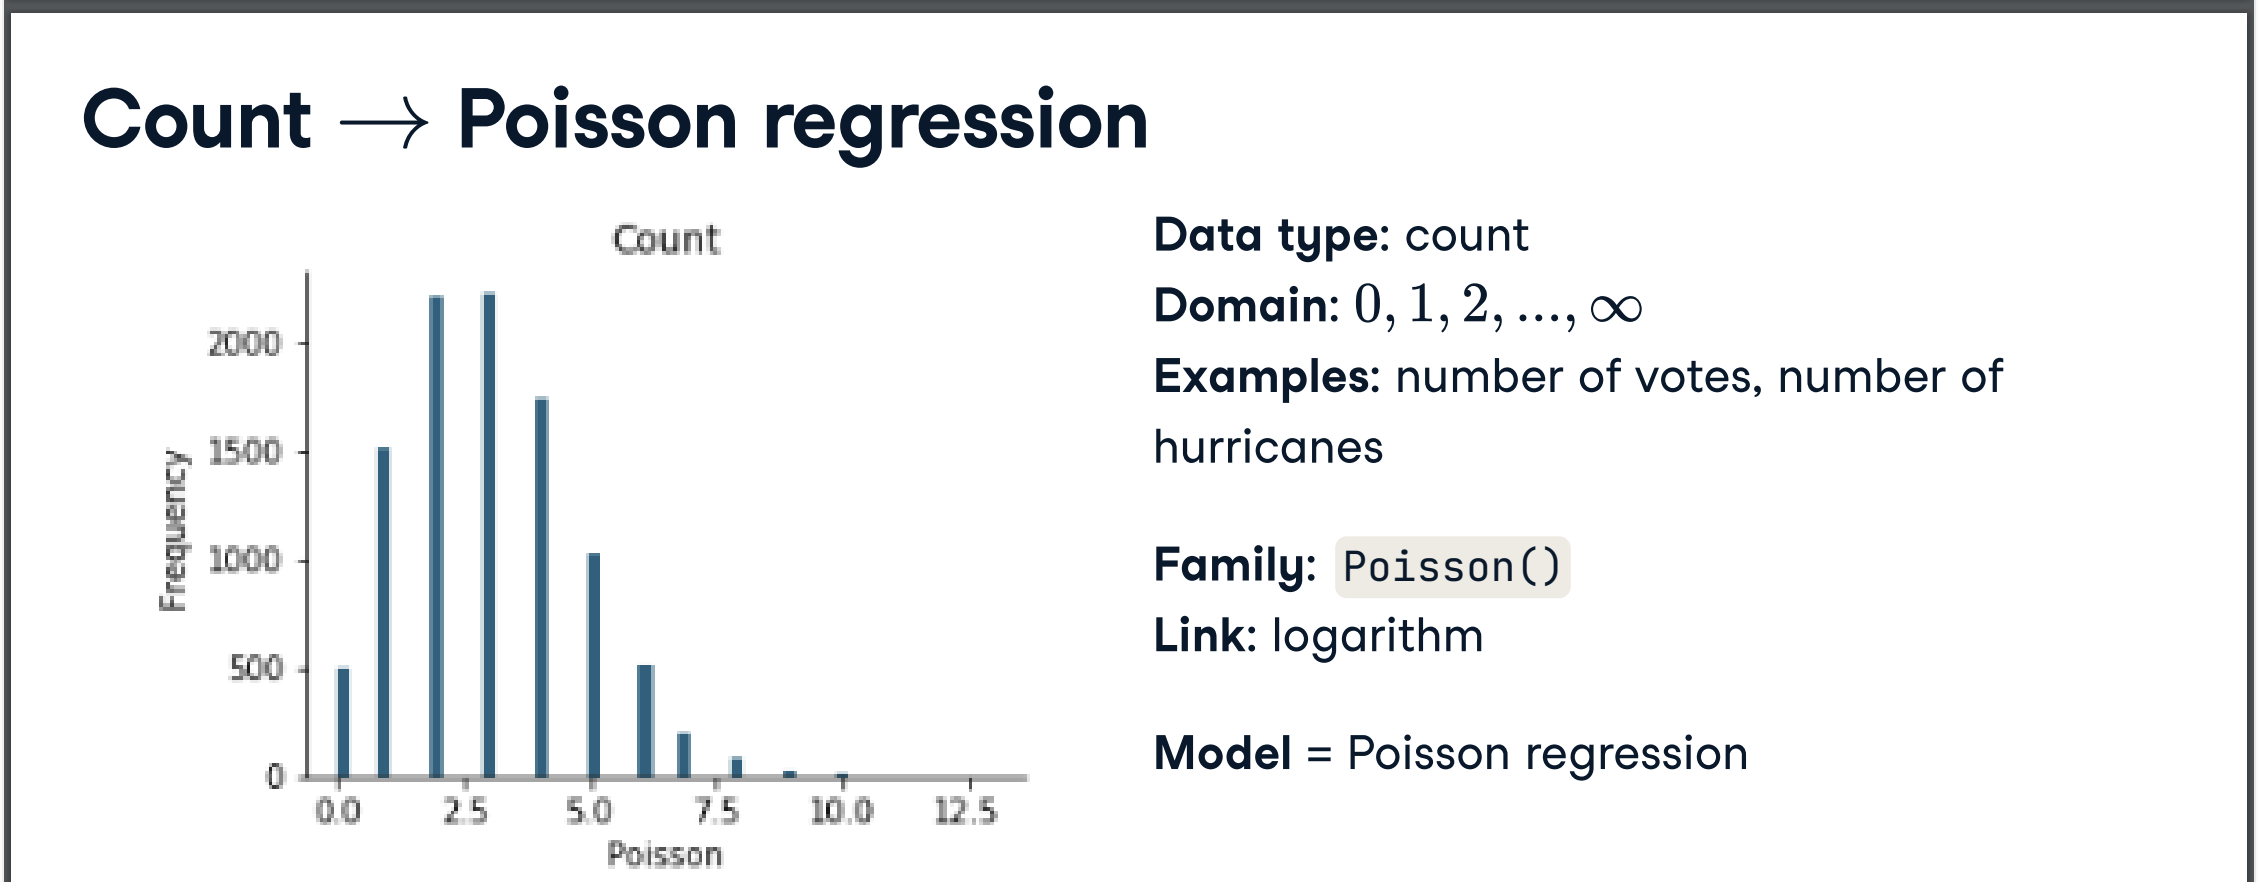 Count → Poisson regression
Count
2000
1500
1000
500
0
Frequency
0.0 2.5 5.0 7.5 10.0 12.5
Poisson
Data type: count
Domain: 0, 1, 2, ..., ∞
Examples: number of votes, number of
hurricanes
Family: Poisson()
Link: logarithm
Model = Poisson regression